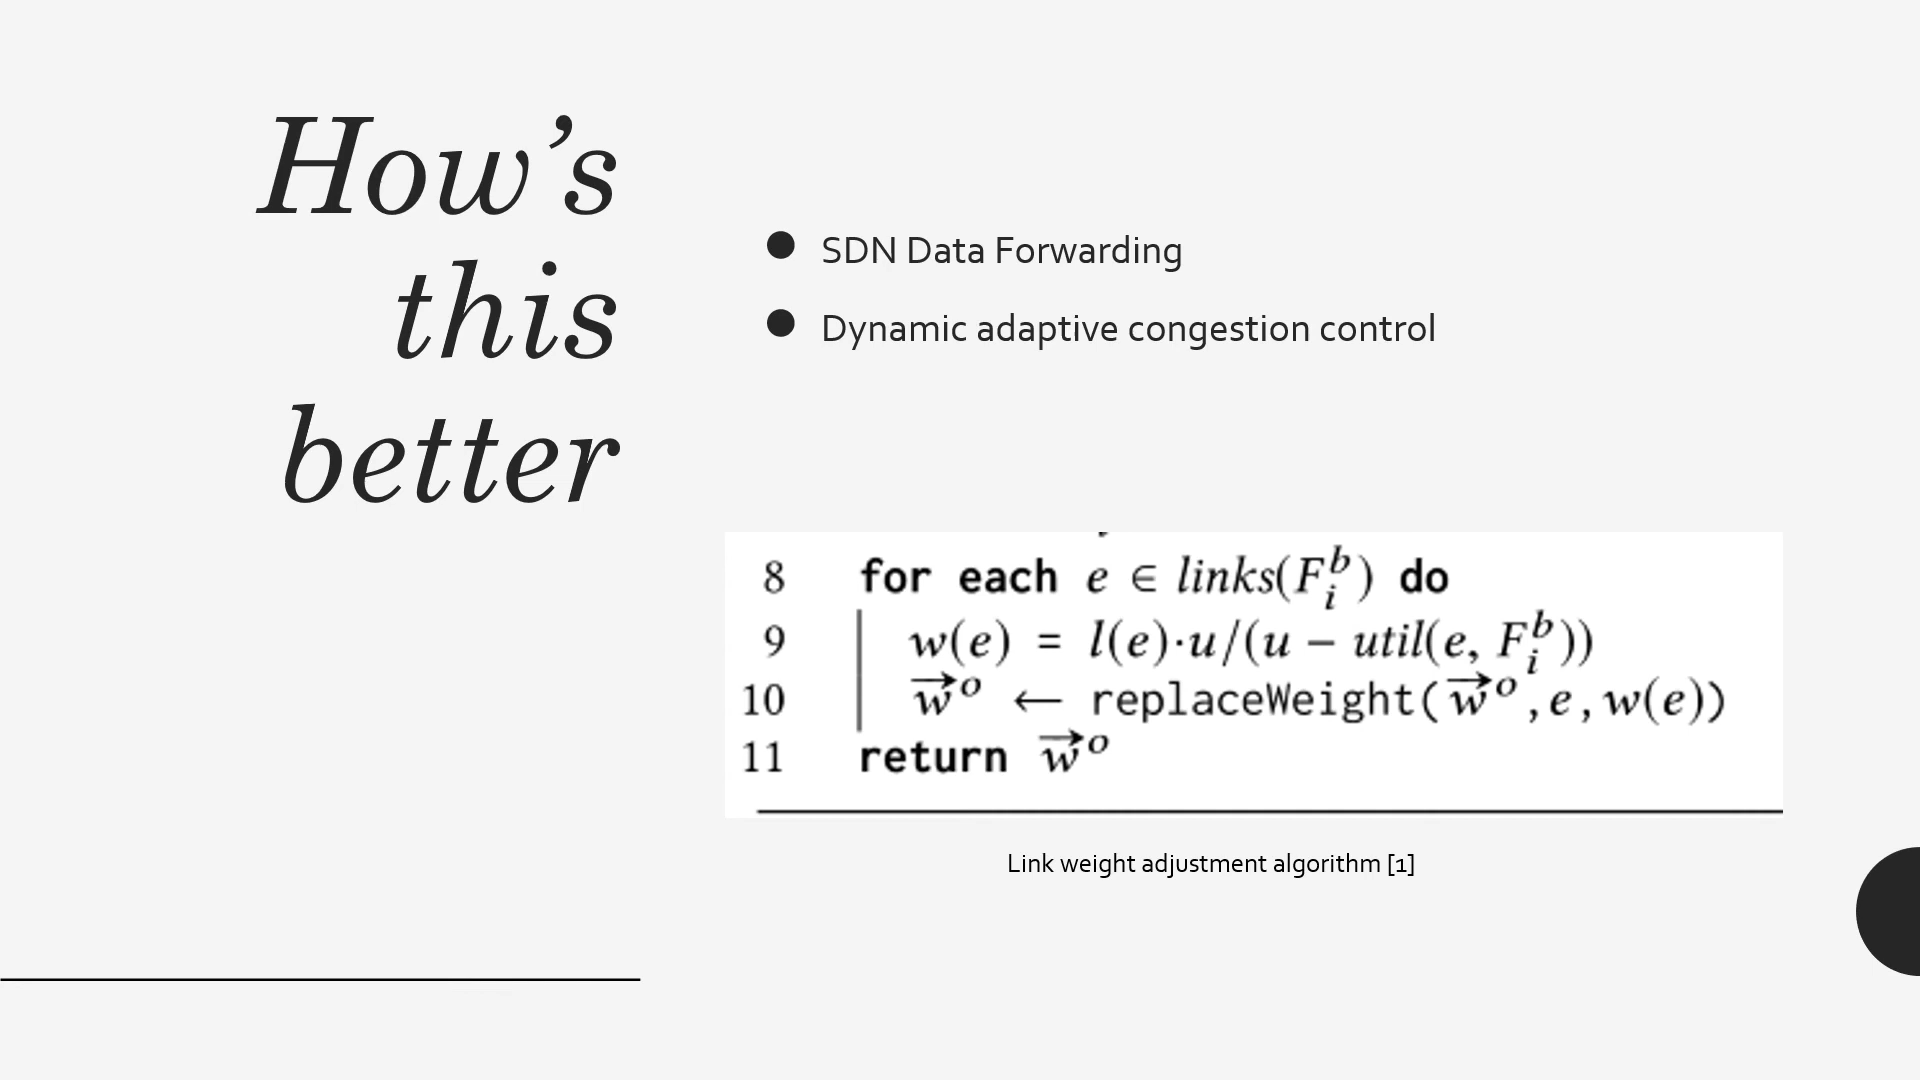 How’s
this
better
● SDN Data Forwarding
● Dynamic adaptive congestion control
8 for each e ∈ links(F_i^b) do
9 w(e) = l(e)·u/(u − util(e, F_i^b))
10 w⃗^o ← replaceWeight(w⃗^o,e,w(e))
11 return w⃗^o
Link weight adjustment algorithm [1]